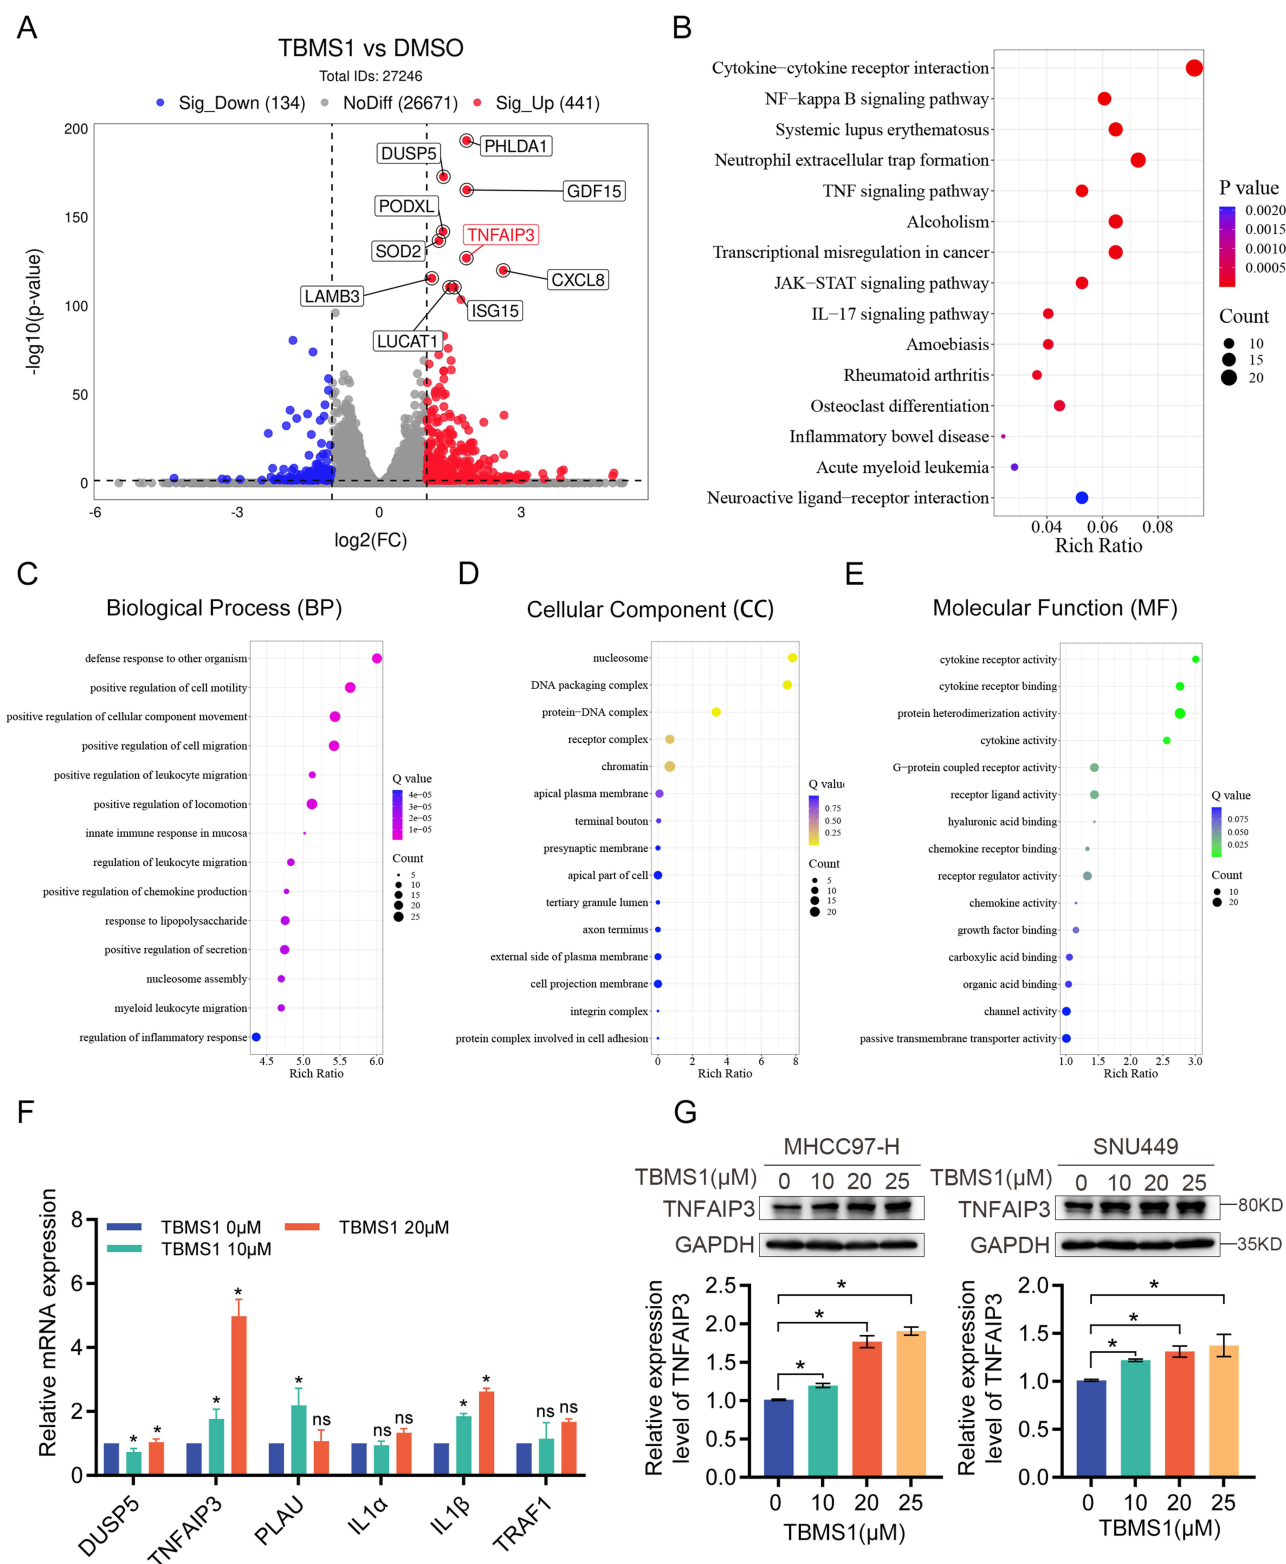 A
TBMS1 vs DMSO
Total IDs: 27246
Sig_Down (134) NoDiff (26671) Sig_Up (441)
-log10(p-value)
200
150
100
50
0
PHLDA1
DUSP5
GDF15
PODXL
TNFAIP3
SOD2
CXCL8
LAMB3
ISG15
LUCAT1
-6 -3 0 3
log2(FC)
B
Cytokine−cytokine receptor interaction
NF−kappa B signaling pathway
Systemic lupus erythematosus
Neutrophil extracellular trap formation
TNF signaling pathway
Alcoholism
Transcriptional misregulation in cancer
JAK−STAT signaling pathway
IL−17 signaling pathway
Amoebiasis
Rheumatoid arthritis
Osteoclast differentiation
Inflammatory bowel disease
Acute myeloid leukemia
Neuroactive ligand−receptor interaction
0.04 0.06 0.08
Rich Ratio
P value
0.0020
0.0015
0.0010
0.0005
Count
10
15
20
C
Biological Process (BP)
defense response to other organism
positive regulation of cell motility
positive regulation of cellular component movement
positive regulation of cell migration
positive regulation of leukocyte migration
positive regulation of locomotion
innate immune response in mucosa
regulation of leukocyte migration
positive regulation of chemokine production
response to lipopolysaccharide
positive regulation of secretion
nucleosome assembly
myeloid leukocyte migration
regulation of inflammatory response
4.5 5.0 5.5 6.0
Rich Ratio
Q value
4e-05
3e-05
2e-05
1e-05
Count
5
10
15
20
25
D
Cellular Component (CC)
nucleosome
DNA packaging complex
protein−DNA complex
receptor complex
chromatin
apical plasma membrane
terminal bouton
presynaptic membrane
apical part of cell
tertiary granule lumen
axon terminus
external side of plasma membrane
cell projection membrane
integrin complex
protein complex involved in cell adhesion
0 2 4 6 8
Rich Ratio
Q valu
0.75
0.50
0.25
Count
5
10
15
20
E
Molecular Function (MF)
cytokine receptor activity
cytokine receptor binding
protein heterodimerization activity
cytokine activity
G−protein coupled receptor activity
receptor ligand activity
hyaluronic acid binding
chemokine receptor binding
receptor regulator activity
chemokine activity
growth factor binding
carboxylic acid binding
organic acid binding
channel activity
passive transmembrane transporter activity
1.0 1.5 2.0 2.5 3.0
Rich Ratio
Q value
0.075
0.050
0.025
Count
10
20
F
TBMS1 0μM TBMS1 20μM
TBMS1 10μM
Relative mRNA expression
8
6
4
2
0
* * * * * ns ns ns * * ns ns
DUSP5 TNFAIP3 PLAU IL1α IL1β TRAF1
G
MHCC97-H
TBMS1(μM) 0 10 20 25
TNFAIP3
GAPDH
Relative expression
level of TNFAIP3
2.5
2.0
1.5
1.0
0.5
0.0
*
*
*
0 10 20 25
TBMS1(μM)
SNU449
TBMS1(μM) 0 10 20 25
TNFAIP3 80KD
GAPDH 35KD
Relative expression
level of TNFAIP3
2.0
1.5
1.0
0.5
0.0
*
*
*
0 10 20 25
TBMS1(μM)